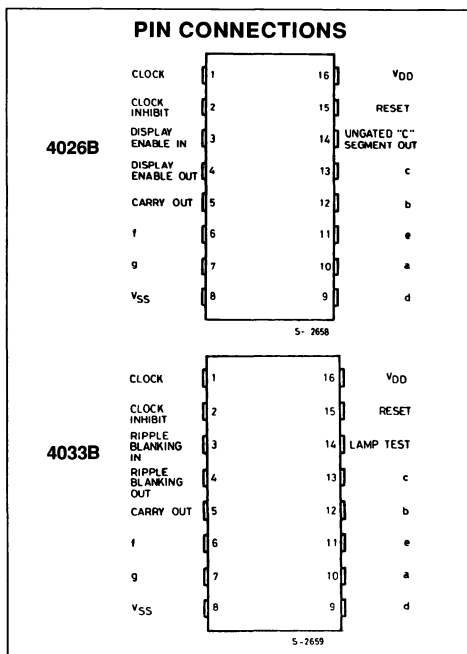 PIN CONNECTIONS
4026B
CLOCK 1 16 VDD
CLOCK INHIBIT 2 15 RESET
DISPLAY ENABLE IN 3 14 UNGATED "C" SEGMENT OUT
DISPLAY ENABLE OUT 4 13 c
CARRY OUT 5 12 b
f 6 11 e
g 7 10 a
VSS 8 9 d
S- 2658
4033B
CLOCK 1 16 VDD
CLOCK INHIBIT 2 15 RESET
RIPPLE BLANKING IN 3 14 LAMP TEST
RIPPLE BLANKING OUT 4 13 c
CARRY OUT 5 12 b
f 6 11 e
g 7 10 a
VSS 8 9 d
S-2659